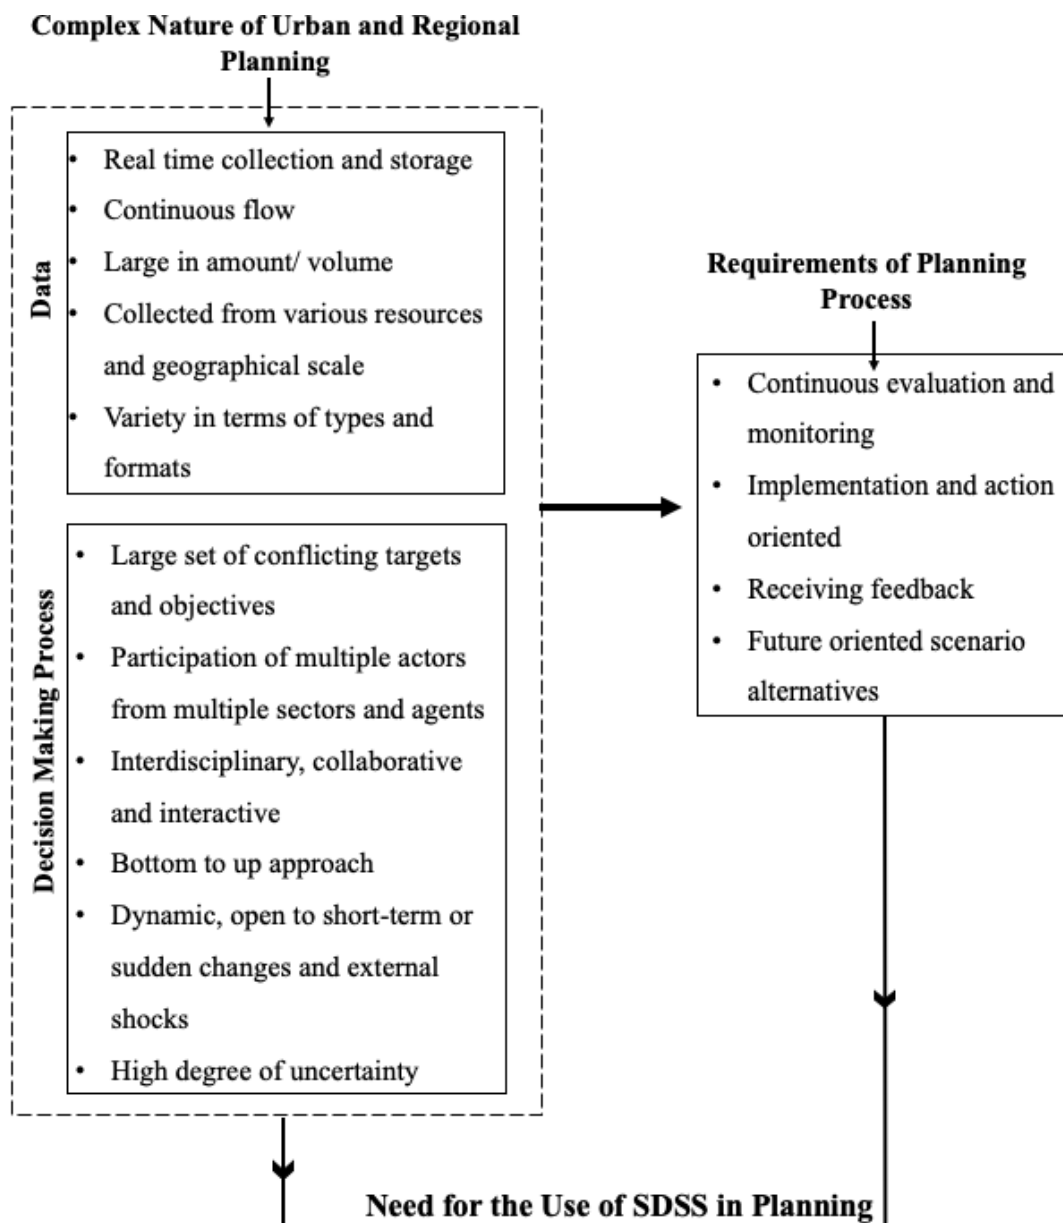 Complex Nature of Urban and Regional
Planning
Data
• Real time collection and storage
• Continuous flow
• Large in amount/ volume
• Collected from various resources
and geographical scale
• Variety in terms of types and
formats
Decision Making Process
• Large set of conflicting targets
and objectives
• Participation of multiple actors
from multiple sectors and agents
• Interdisciplinary, collaborative
and interactive
• Bottom to up approach
• Dynamic, open to short-term or
sudden changes and external
shocks
• High degree of uncertainty
Requirements of Planning
Process
• Continuous evaluation and
monitoring
• Implementation and action
oriented
• Receiving feedback
• Future oriented scenario
alternatives
Need for the Use of SDSS in Planning